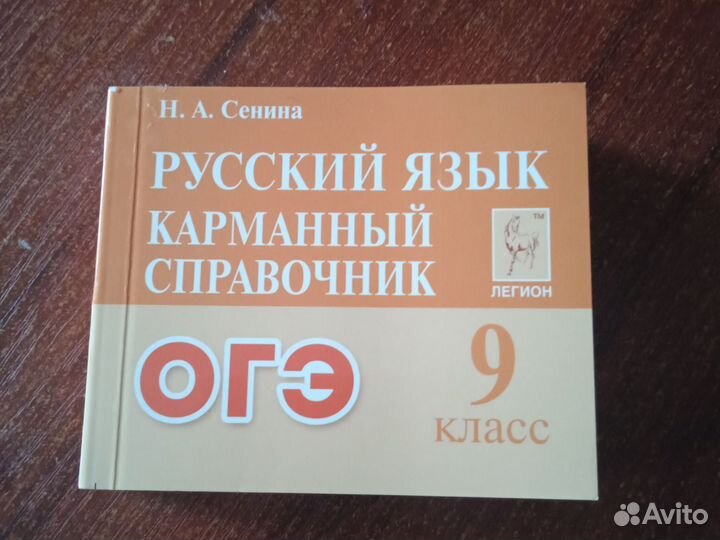 Н. А. Сенина
РУССКИЙ ЯЗЫК
КАРМАННЫЙ
СПРАВОЧНИК
TM
ЛЕГИОН
ОГЭ
9
класс
Avito